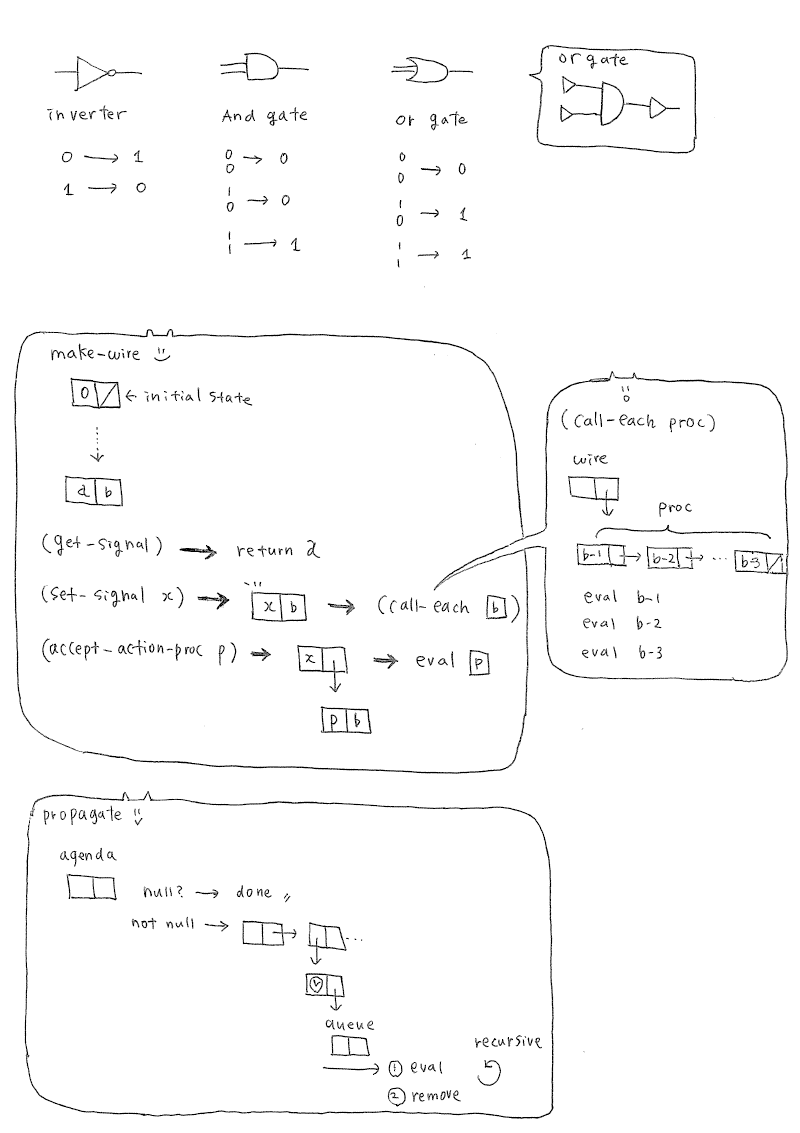 inverter
0 → 1
1 → 0
And gate
0
0 → 0
1
0 → 0
1
1 → 1
or gate
0
0 → 0
1
0 → 1
1
1 → 1
or gate
make-wire
0 ← initial state
a b
(get-signal) → return a
(set-signal x) → x b → (call-each b)
(accept-action-proc p) → x → eval p
p b
(call-each proc)
wire
proc
b-1 → b-2 → ... b-3
eval b-1
eval b-2
eval b-3
propagate
agenda
null? → done
not null → → ...
queue
→ ① eval
② remove
recursive